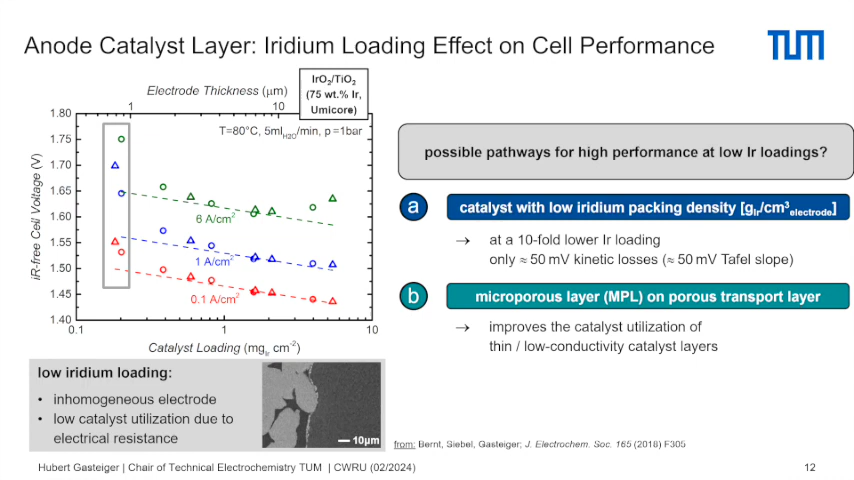 Anode Catalyst Layer: Iridium Loading Effect on Cell Performance
TUM
Electrode Thickness (μm)
1
10
IrO₂/TiO₂
(75 wt.% Ir,
Umicore)
T=80°C, 5ml_H2O/min, p =1bar
iR-free Cell Voltage (V)
1.80
1.75
1.70
1.65
1.60
1.55
1.50
1.45
1.40
6 A/cm²
1 A/cm²
0.1 A/cm²
0.1
1
10
Catalyst Loading (mg_Ir cm⁻²)
low iridium loading:
• inhomogeneous electrode
• low catalyst utilization due to
electrical resistance
10μm
possible pathways for high performance at low Ir loadings?
a
catalyst with low iridium packing density [g_Ir/cm³_electrode]
→ at a 10-fold lower Ir loading
only ≈ 50 mV kinetic losses (≈ 50 mV Tafel slope)
b
microporous layer (MPL) on porous transport layer
→ improves the catalyst utilization of
thin / low-conductivity catalyst layers
from: Bernt, Siebel, Gasteiger; J. Electrochem. Soc. 165 (2018) F305
Hubert Gasteiger | Chair of Technical Electrochemistry TUM | CWRU (02/2024)
12